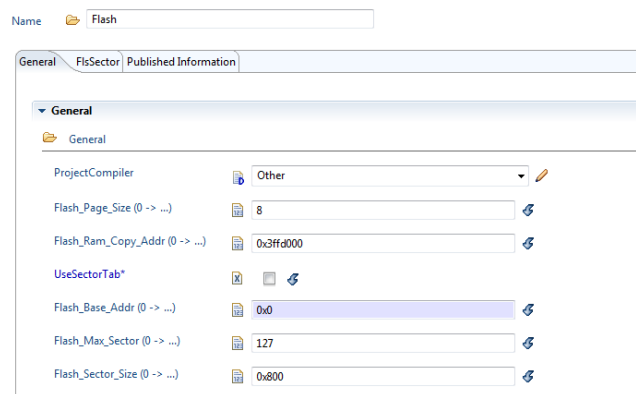 Name Flash
General FlsSector Published Information
General
General
ProjectCompiler Other
Flash_Page_Size (0 -> ...) 8
Flash_Ram_Copy_Addr (0 -> ...) 0x3ffd000
UseSectorTab*
Flash_Base_Addr (0 -> ...) 0x0
Flash_Max_Sector (0 -> ...) 127
Flash_Sector_Size (0 -> ...) 0x800